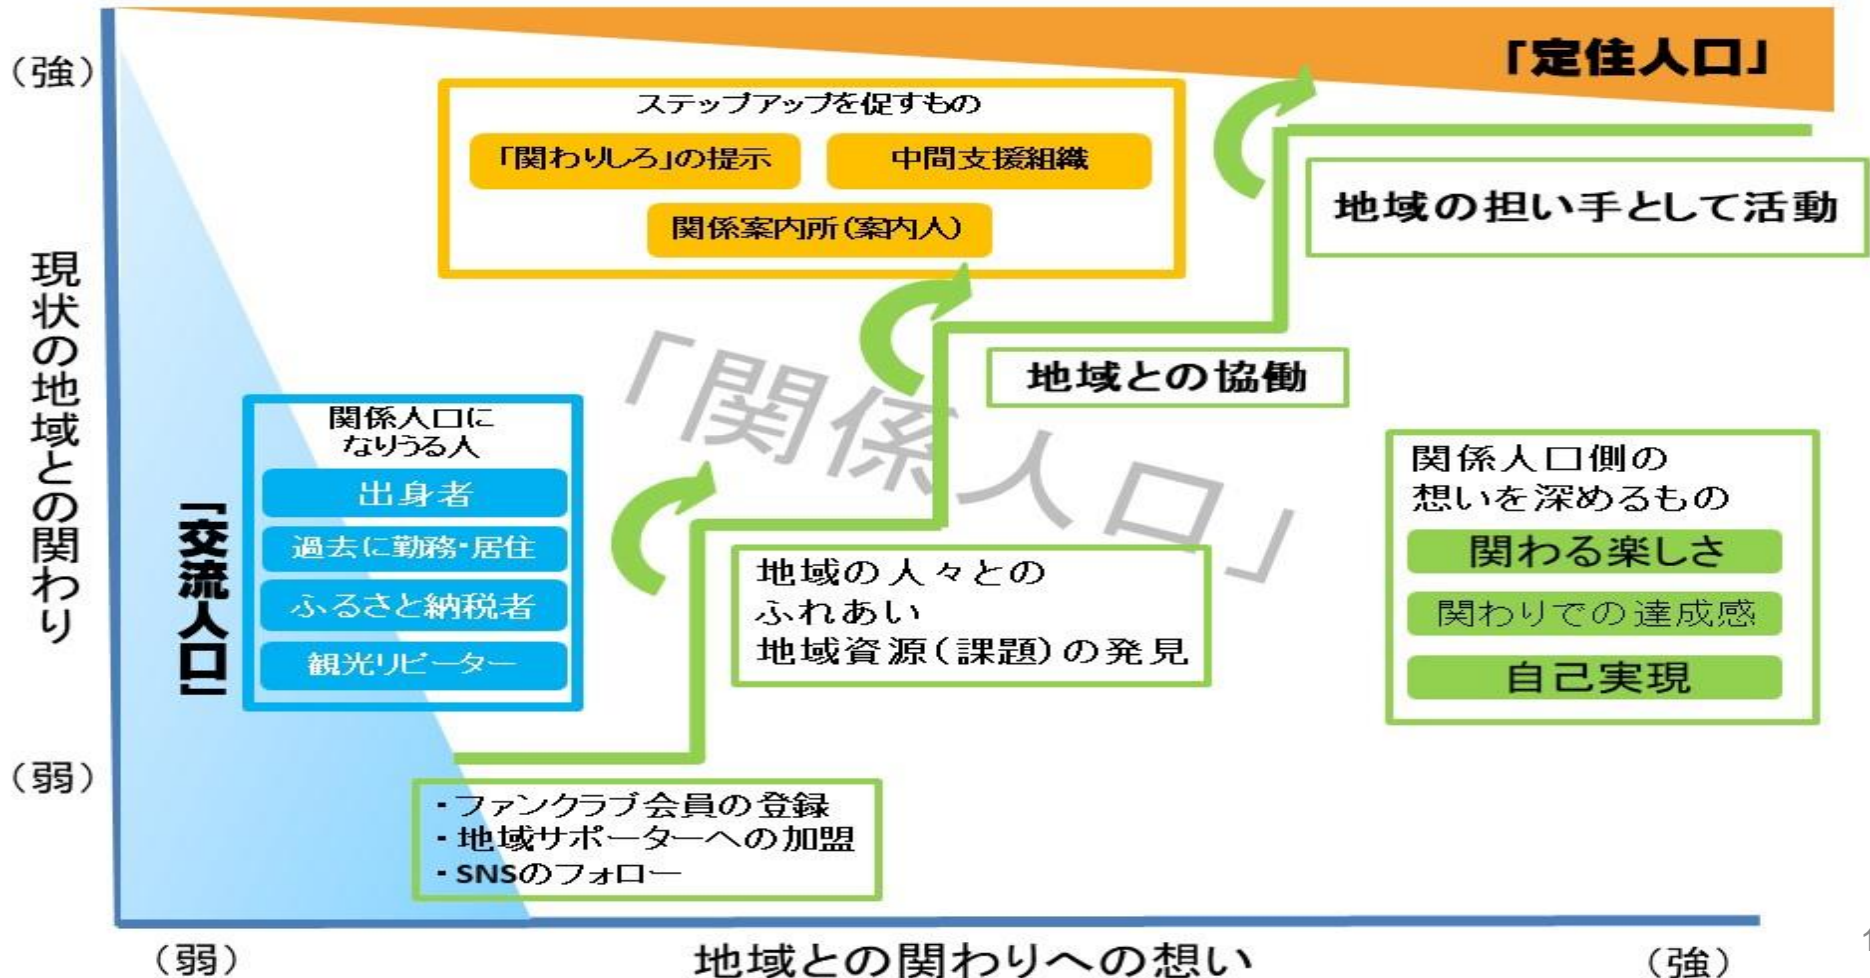 (強)
「定住人口」
ステップアップを促すもの
「関わりしろ」の提示
中間支援組織
関係案内所(案内人)
地域の担い手として活動
現状の地域との関わり
「関係人口」
地域との協働
関係人口に
なりうる人
出身者
過去に勤務・居住
ふるさと納税者
観光リピーター
「交流人口」
関係人口側の
想いを深めるもの
関わる楽しさ
関わりでの達成感
自己実現
地域の人々との
ふれあい
地域資源(課題)の発見
(弱)
・ファンクラブ会員の登録
・地域サポーターへの加盟
・SNSのフォロー
(弱)
地域との関わりへの想い
(強)
1